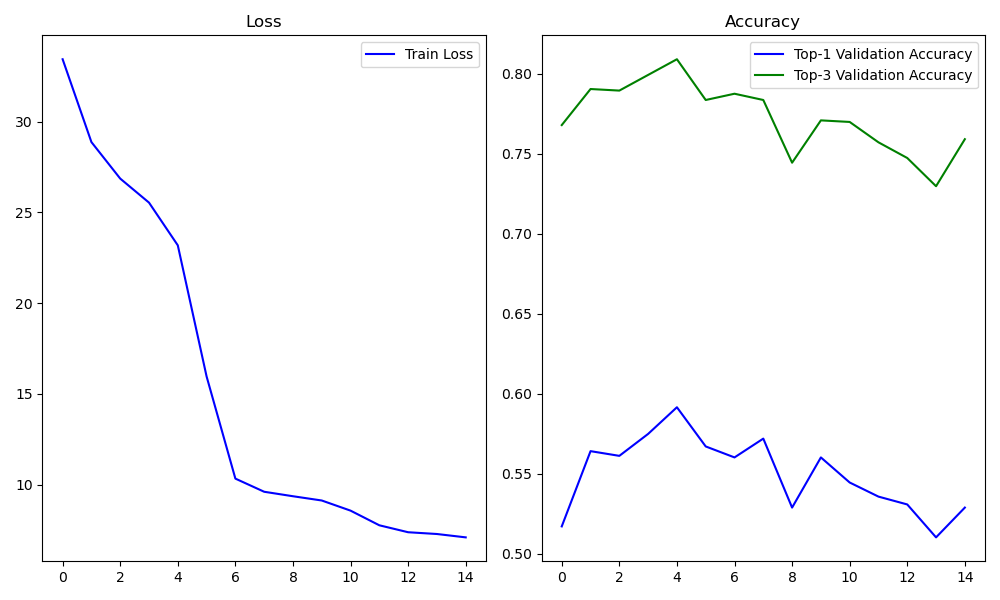 Loss
Train Loss
30
25
20
15
10
0 2 4 6 8 10 12 14
Accuracy
Top-1 Validation Accuracy
Top-3 Validation Accuracy
0.80
0.75
0.70
0.65
0.60
0.55
0.50
0 2 4 6 8 10 12 14